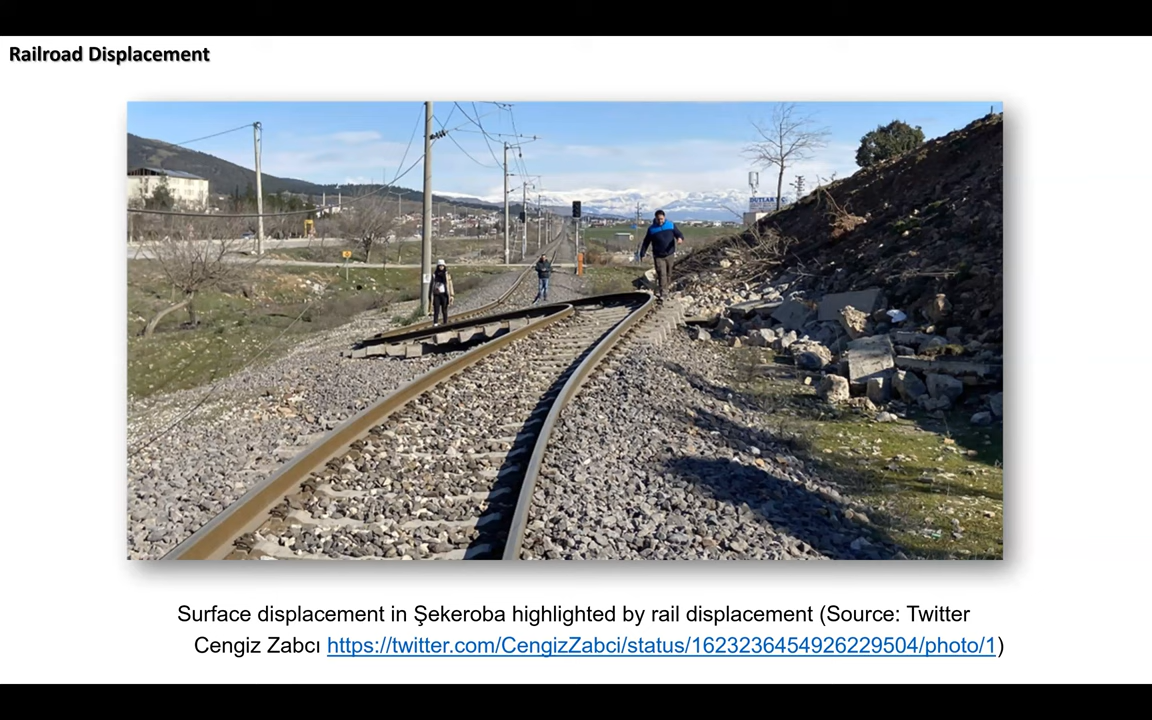 Railroad Displacement
Surface displacement in Şekeroba highlighted by rail displacement (Source: Twitter
Cengiz Zabcı https://twitter.com/CengizZabci/status/1623236454926229504/photo/1)